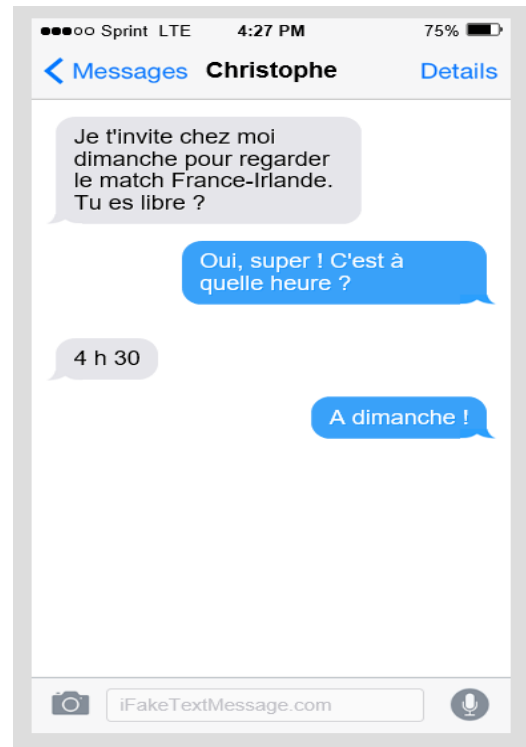 Sprint LTE 4:27 PM 75%
Messages Christophe Details
Je t'invite chez moi
dimanche pour regarder
le match France-Irlande.
Tu es libre ?
Oui, super ! C'est à
quelle heure ?
4 h 30
A dimanche !
iFakeTextMessage.com